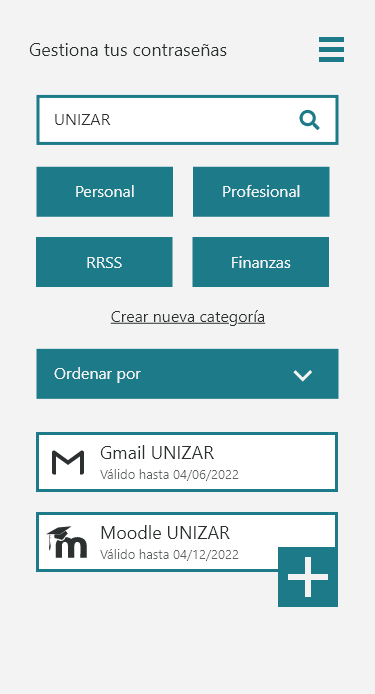 Gestiona tus contraseñas
UNIZAR
Personal
Profesional
RRSS
Finanzas
Crear nueva categoría
Ordenar por
Gmail UNIZAR
Válido hasta 04/06/2022
Moodle UNIZAR
Válido hasta 04/12/2022